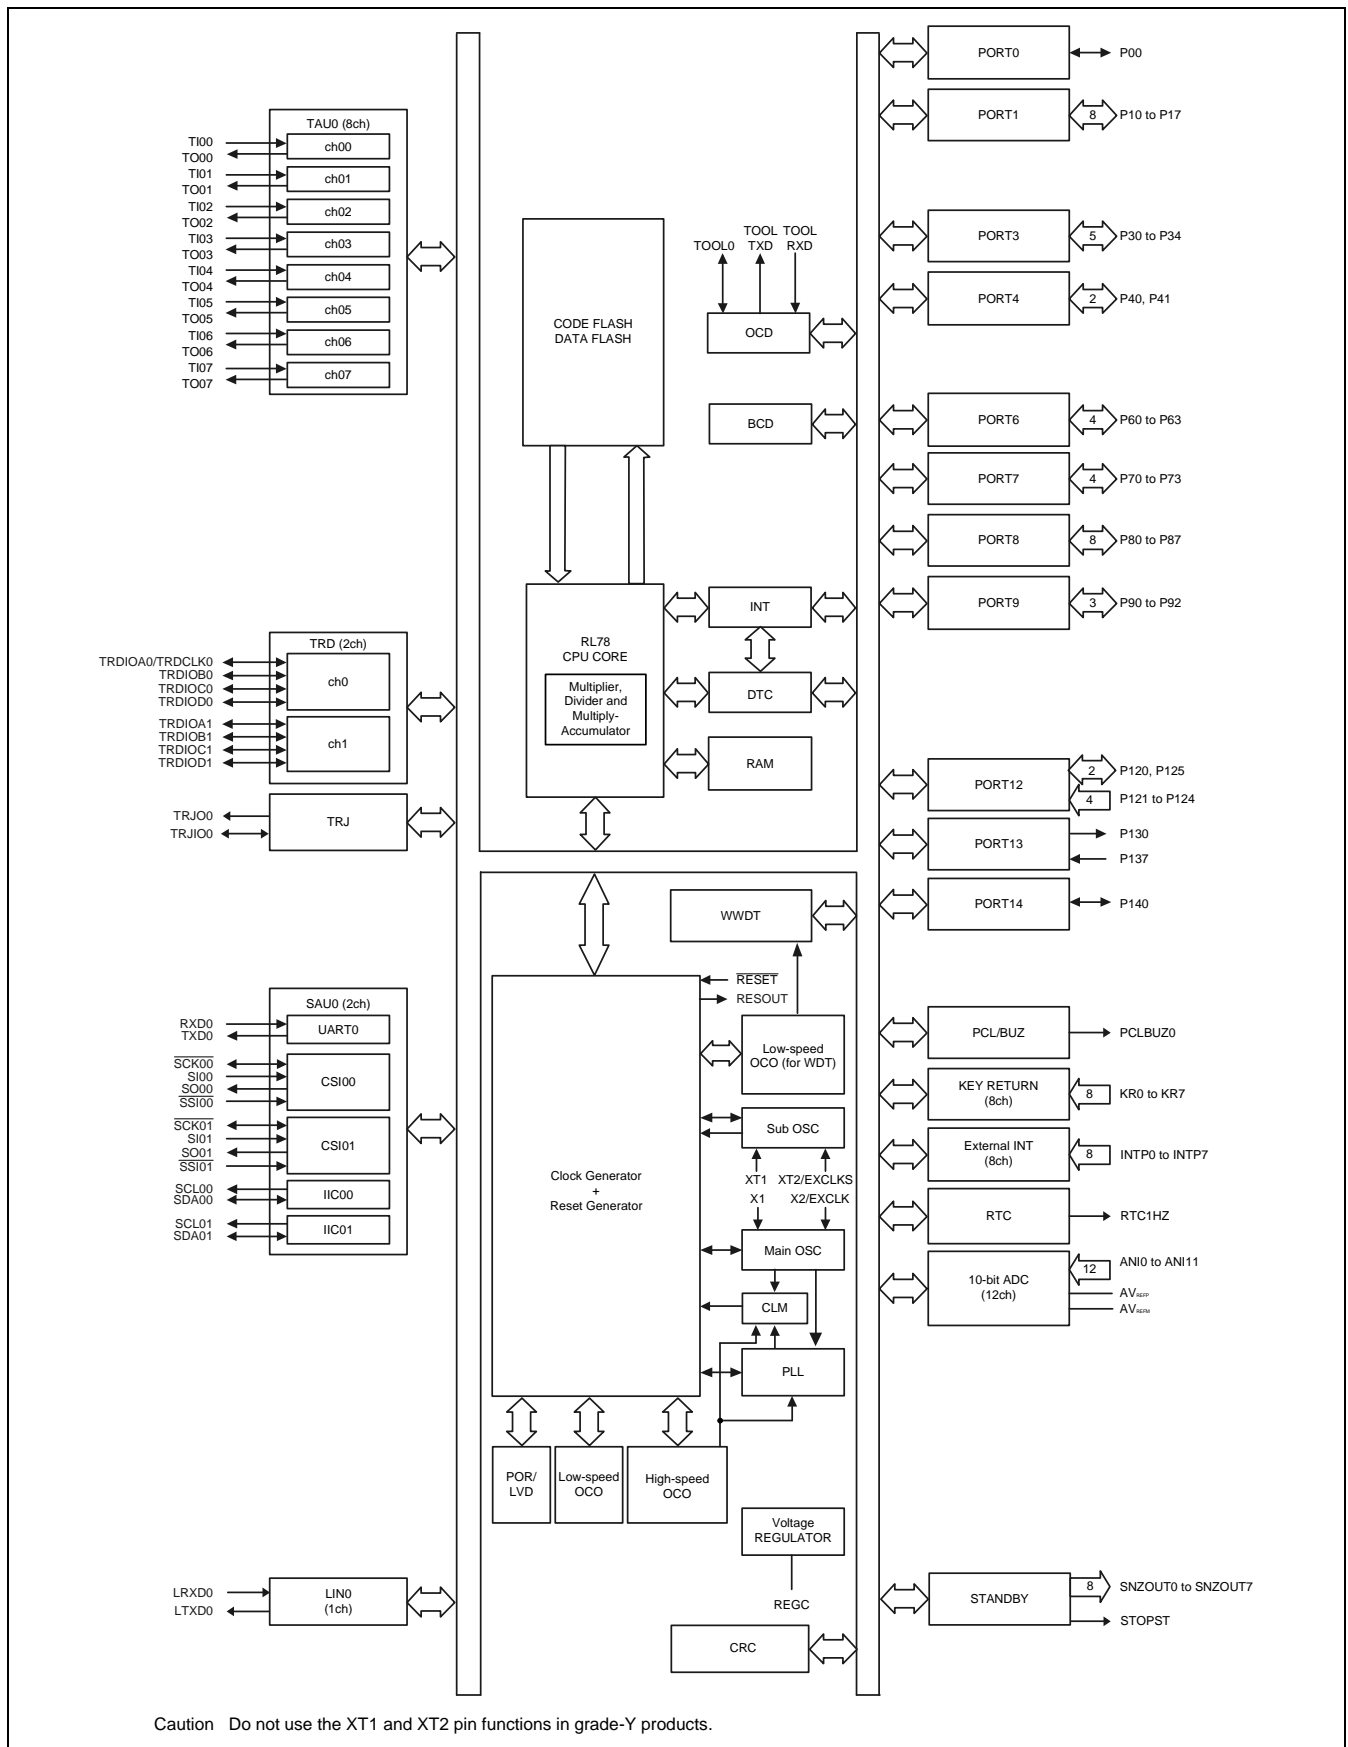 TAU0 (8ch)
TI00
TO00
ch00
TI01
TO01
ch01
TI02
TO02
ch02
TI03
TO03
ch03
TI04
TO04
ch04
TI05
TO05
ch05
TI06
TO06
ch06
TI07
TO07
ch07
TRD (2ch)
TRDIOA0/TRDCLK0
TRDIOB0
TRDIOC0
TRDIOD0
ch0
TRDIOA1
TRDIOB1
TRDIOC1
TRDIOD1
ch1
TRJO0
TRJIO0
TRJ
SAU0 (2ch)
RXD0
TXD0
UART0
SCK00
SI00
SO00
SSI00
CSI00
SCK01
SI01
SO01
SSI01
CSI01
SCL00
SDA00
IIC00
SCL01
SDA01
IIC01
LRXD0
LTXD0
LIN0
(1ch)
CODE FLASH
DATA FLASH
TOOL0
TOOL
TXD
TOOL
RXD
OCD
BCD
RL78
CPU CORE
Multiplier,
Divider and
Multiply-
Accumulator
INT
DTC
RAM
WWDT
RESET
RESOUT
Low-speed
OCO (for WDT)
Sub OSC
XT1
XT2/EXCLKS
X1
X2/EXCLK
Main OSC
CLM
PLL
Clock Generator
+
Reset Generator
POR/
LVD
Low-speed
OCO
High-speed
OCO
Voltage
REGULATOR
REGC
CRC
PORT0
P00
PORT1
8
P10 to P17
PORT3
5
P30 to P34
PORT4
2
P40, P41
PORT6
4
P60 to P63
PORT7
4
P70 to P73
PORT8
8
P80 to P87
PORT9
3
P90 to P92
PORT12
2
P120, P125
4
P121 to P124
PORT13
P130
P137
PORT14
P140
PCL/BUZ
PCLBUZ0
KEY RETURN
(8ch)
8
KR0 to KR7
External INT
(8ch)
8
INTP0 to INTP7
RTC
RTC1HZ
10-bit ADC
(12ch)
12
ANI0 to ANI11
AVREFP
AVREFM
STANDBY
8
SNZOUT0 to SNZOUT7
STOPST
Caution Do not use the XT1 and XT2 pin functions in grade-Y products.